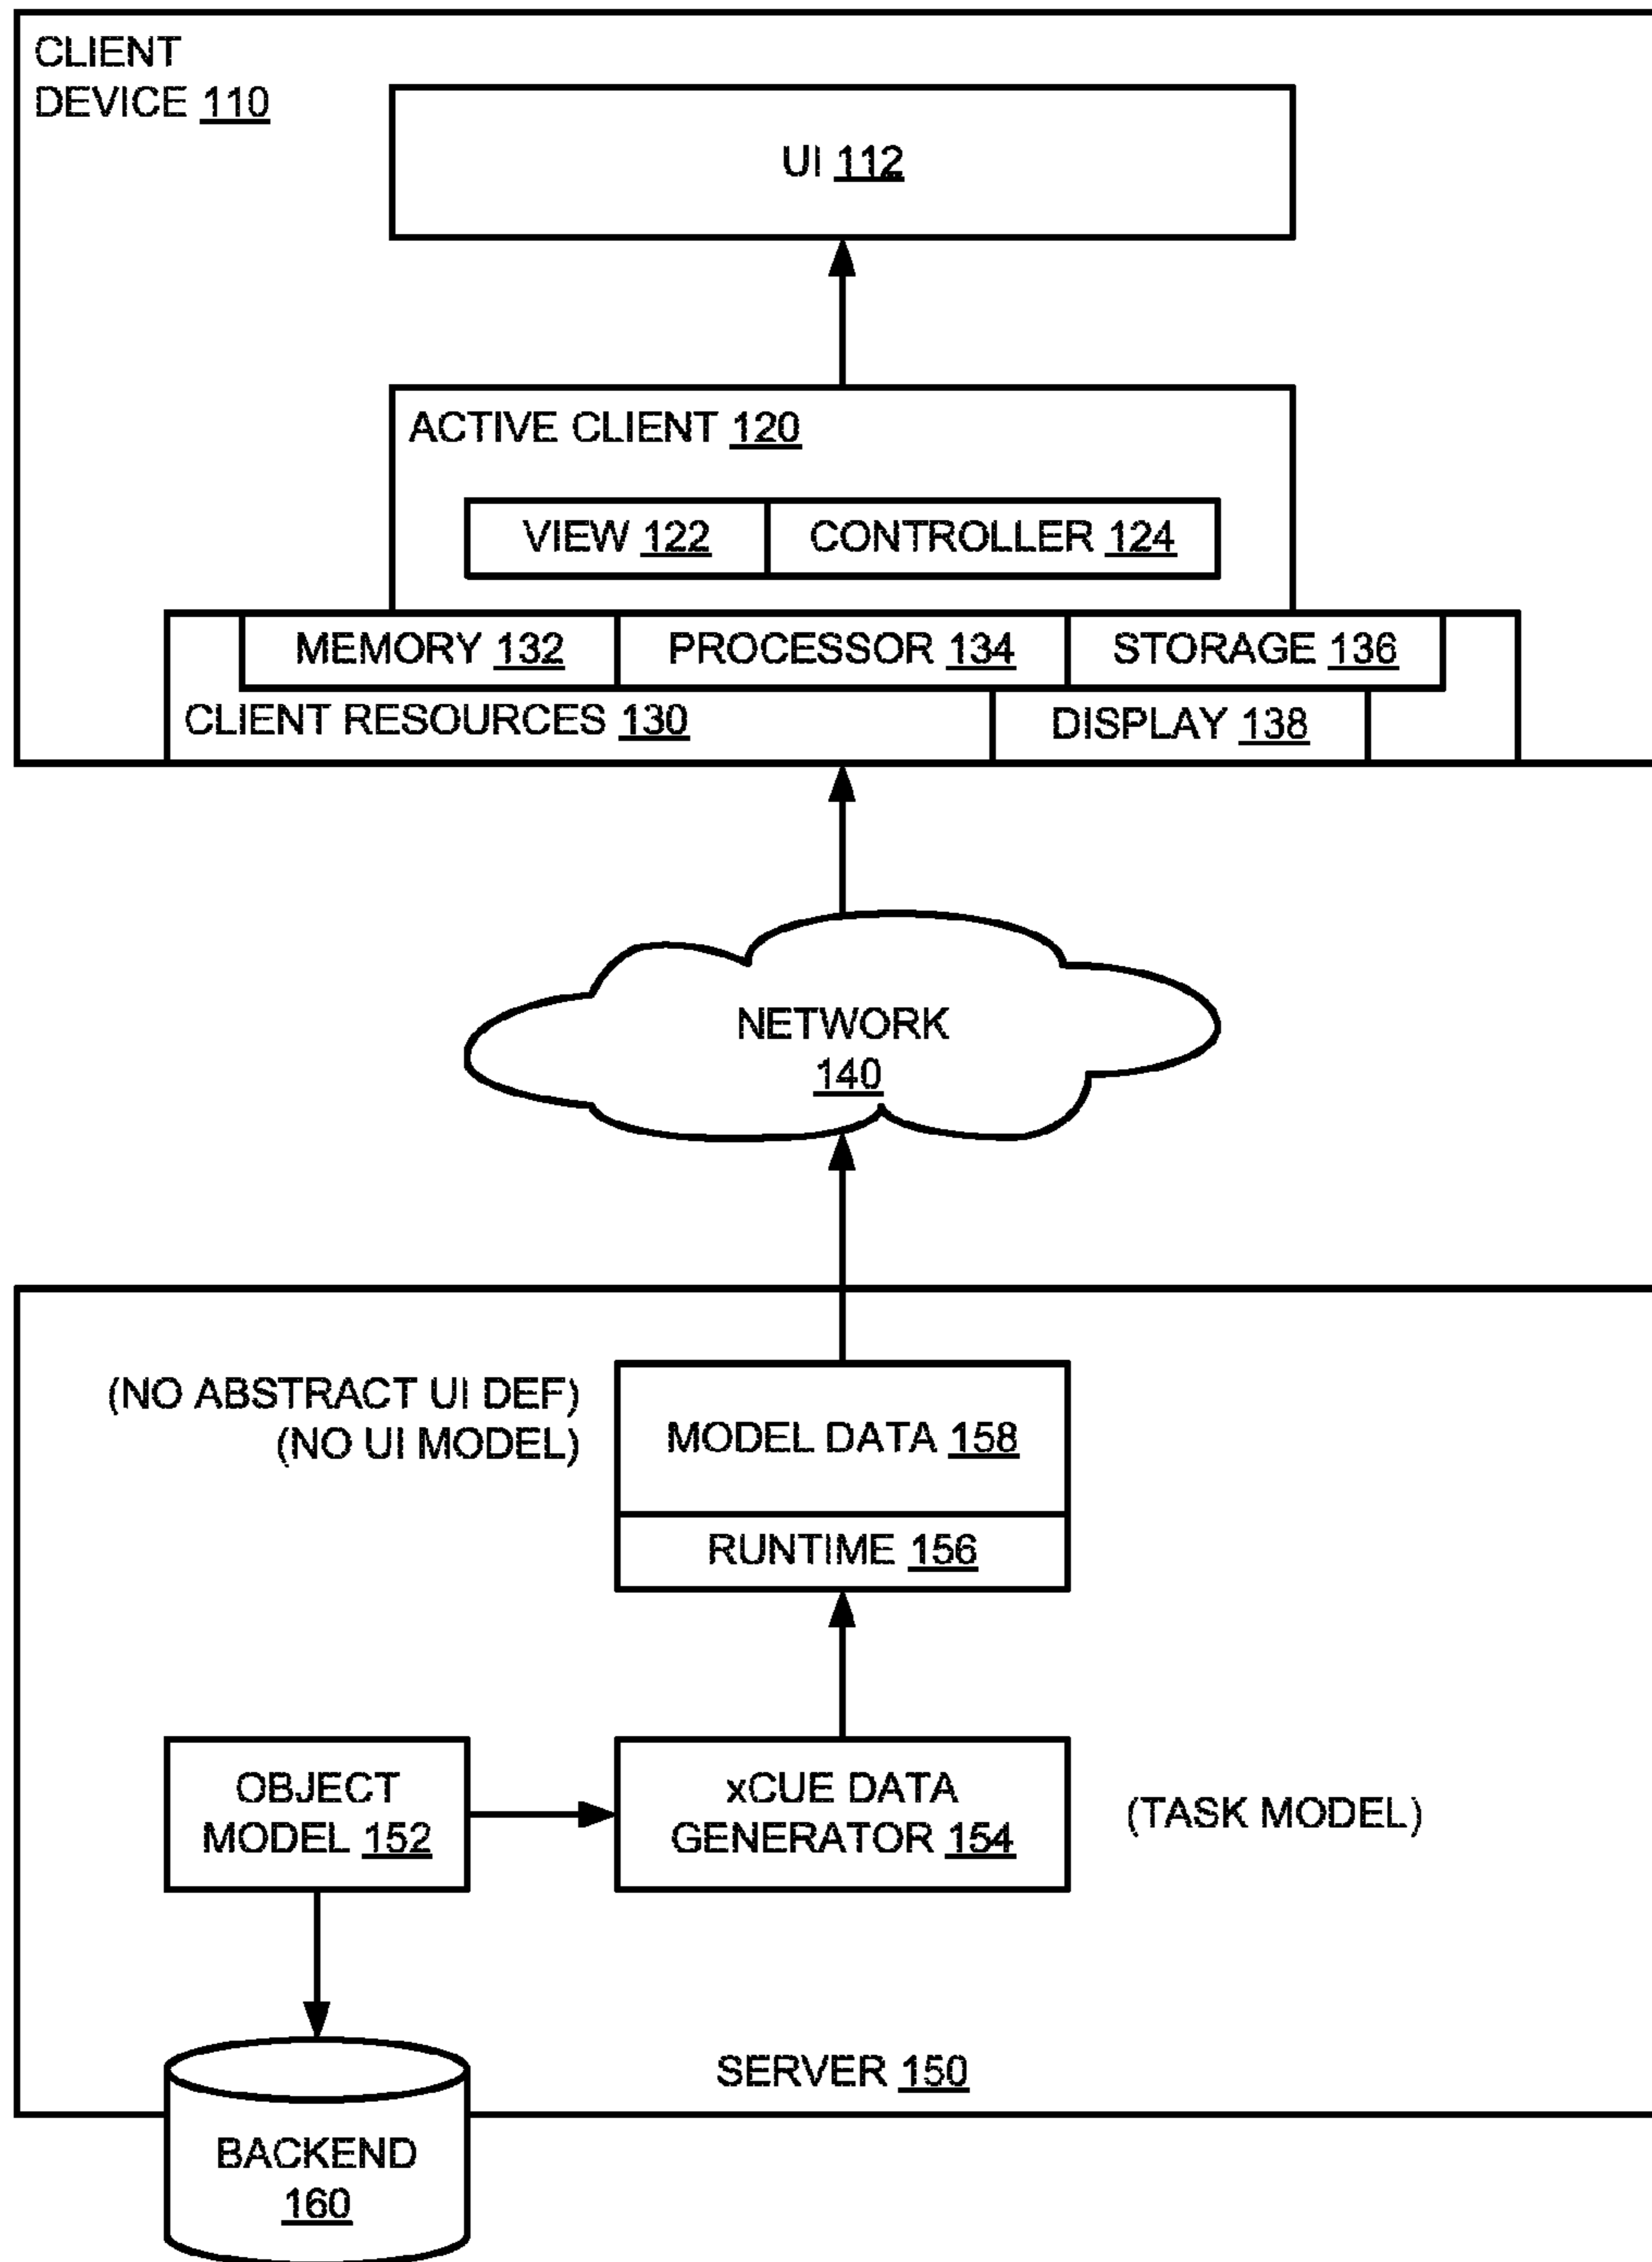 CLIENT
DEVICE 110
UI 112
ACTIVE CLIENT 120
VIEW 122
CONTROLLER 124
MEMORY 132
PROCESSOR 134
STORAGE 136
CLIENT RESOURCES 130
DISPLAY 138
NETWORK
140
(NO ABSTRACT UI DEF)
(NO UI MODEL)
MODEL DATA 158
RUNTIME 156
OBJECT
MODEL 152
xCUE DATA
GENERATOR 154
(TASK MODEL)
SERVER 150
BACKEND
160